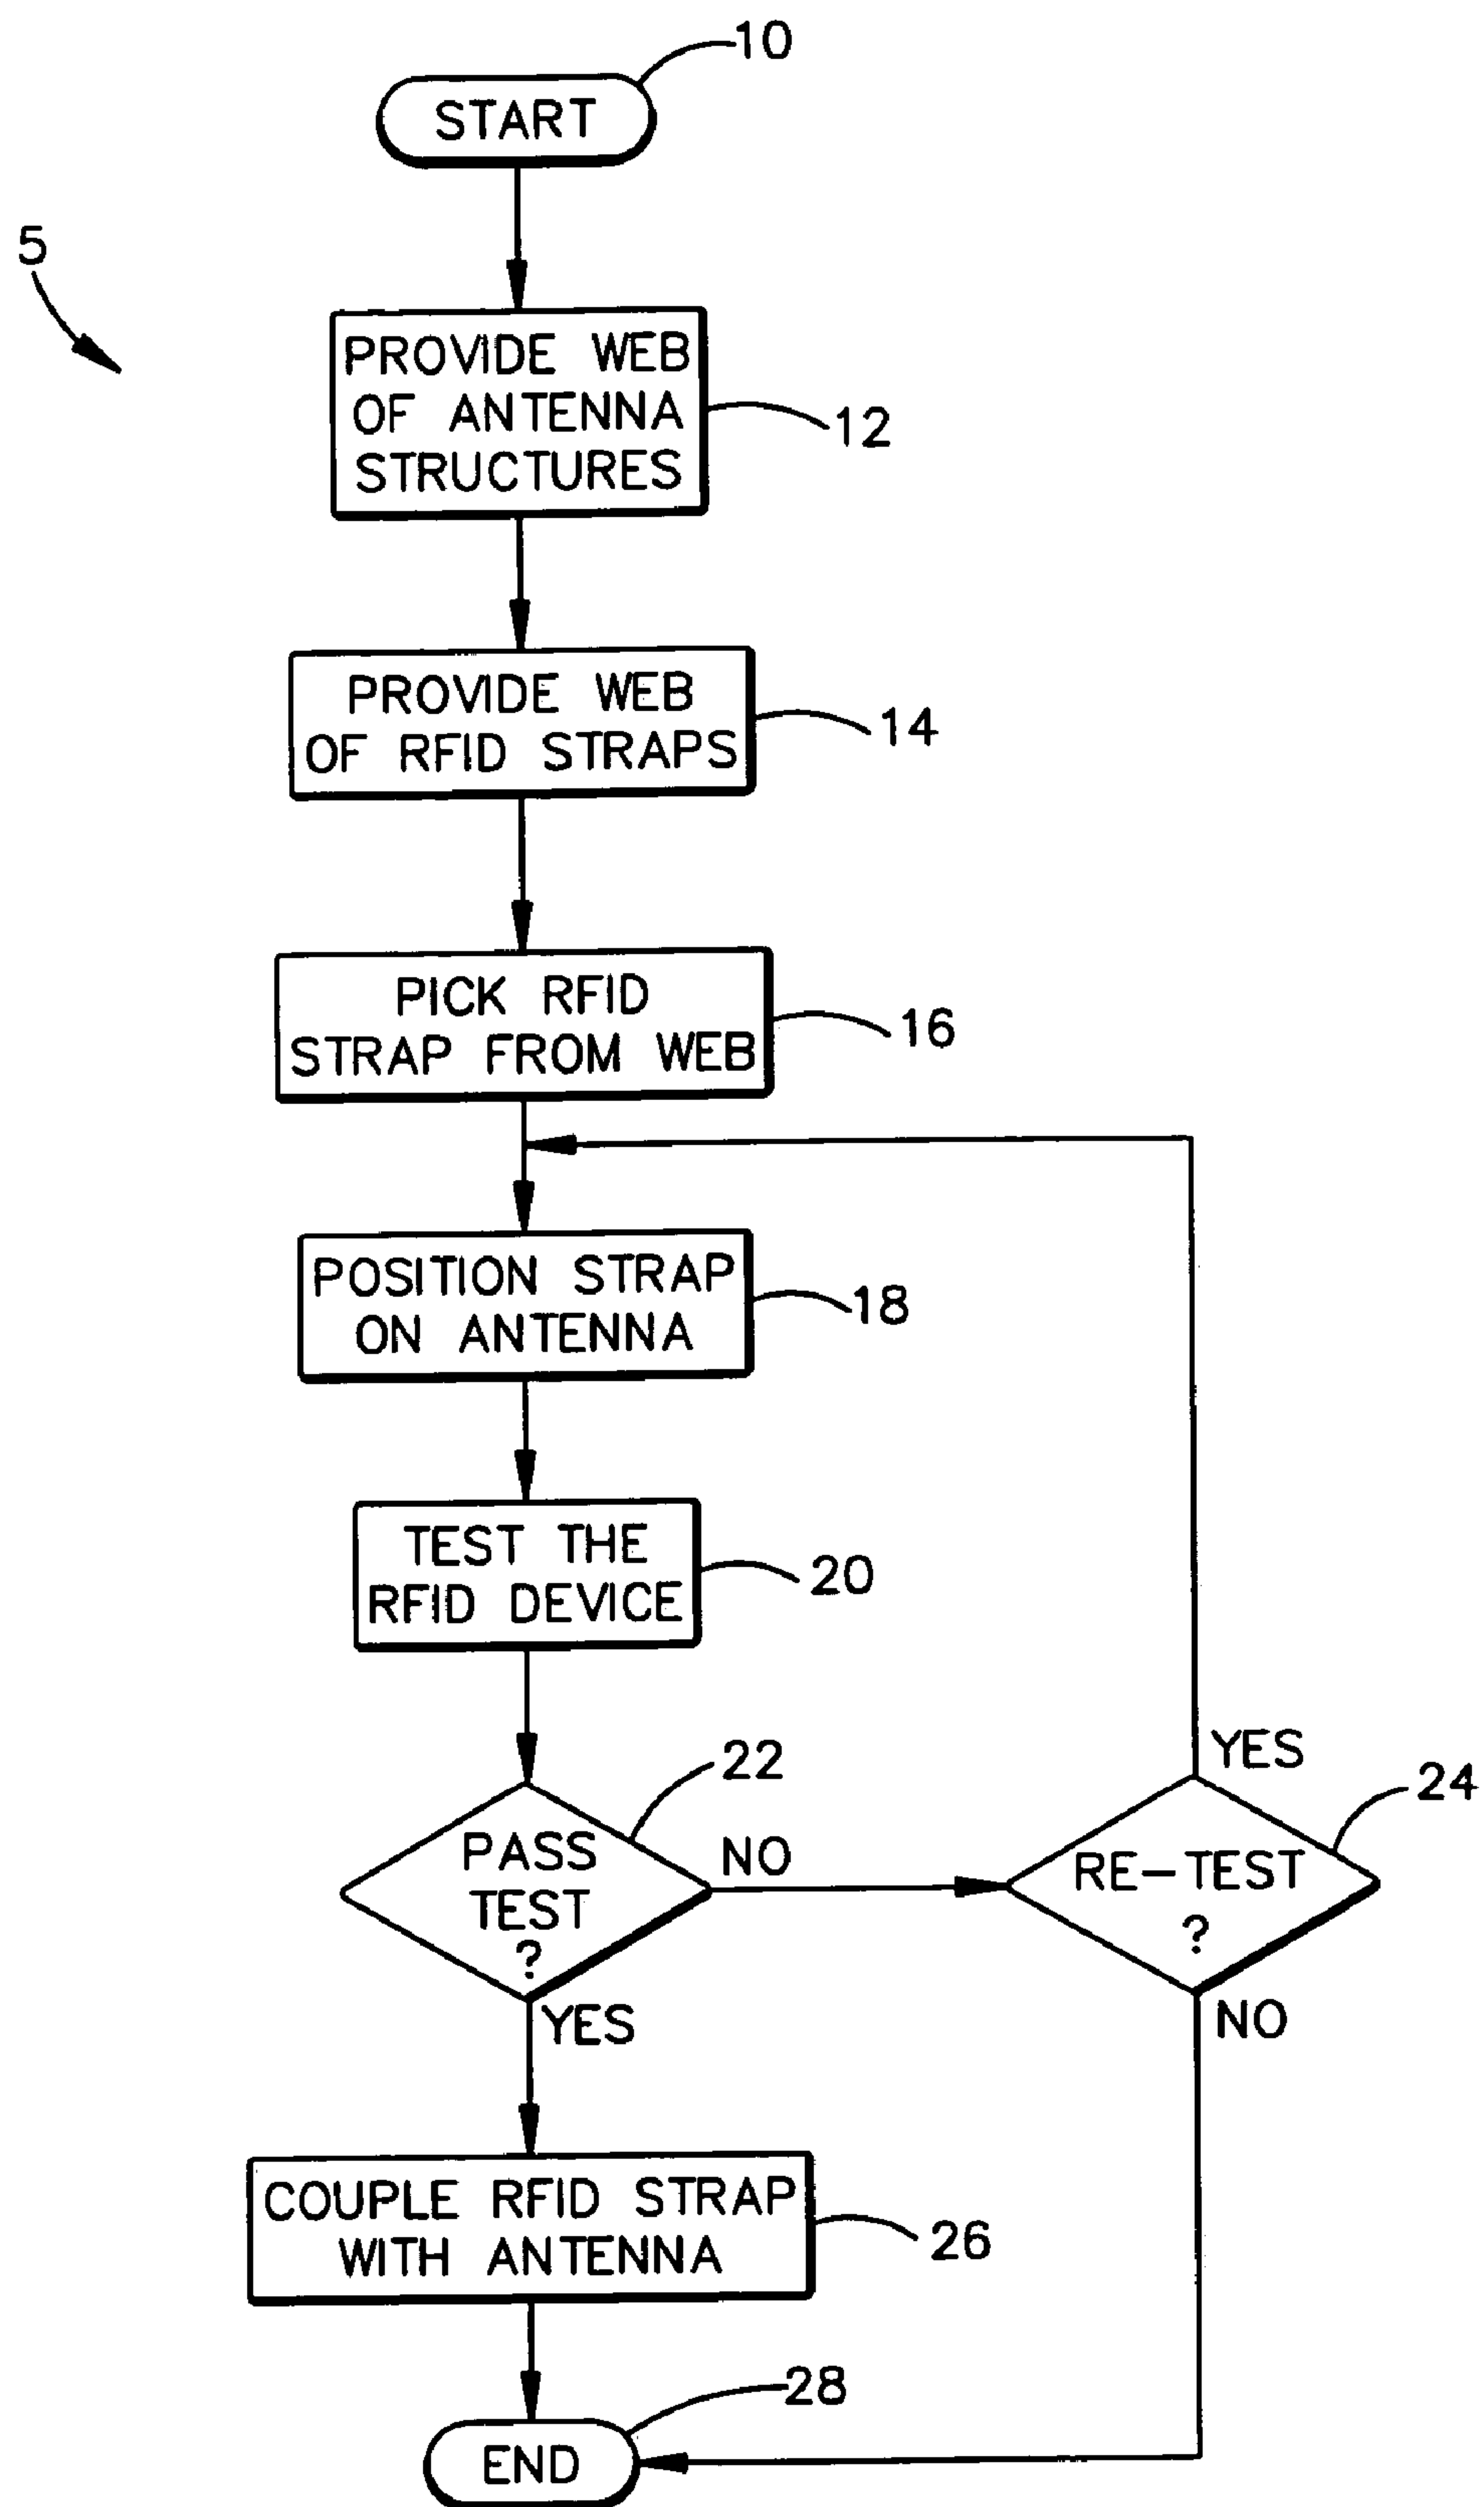 10
START
5
PROVIDE WEB
OF ANTENNA
STRUCTURES
12
PROVIDE WEB
OF RFID STRAPS
14
PICK RFID
STRAP FROM WEB
16
POSITION STRAP
ON ANTENNA
18
TEST THE
RFID DEVICE
20
22
PASS
TEST
?
NO
YES
24
RE-TEST
?
YES
NO
COUPLE RFID STRAP
WITH ANTENNA
26
28
END